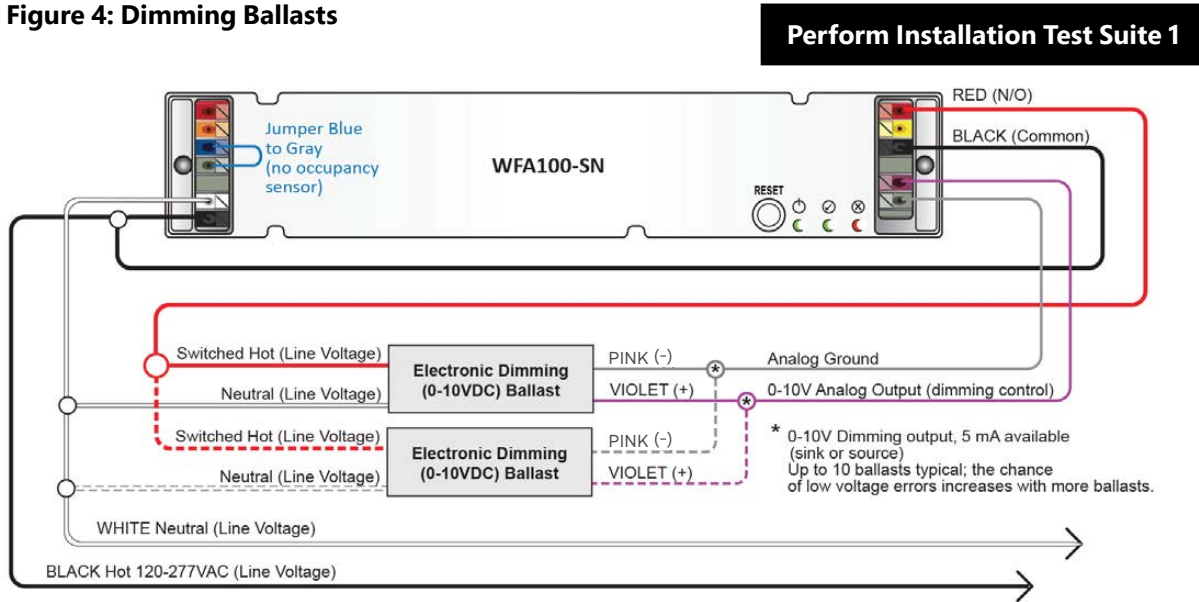 Figure 4: Dimming Ballasts
Perform Installation Test Suite 1
RED (N/O)
BLACK (Common)
Jumper Blue
to Gray
(no occupancy
sensor)
WFA100-SN
RESET
Switched Hot (Line Voltage)
Neutral (Line Voltage)
Electronic Dimming
(0-10VDC) Ballast
PINK (-)
VIOLET (+)
*
*
Analog Ground
0-10V Analog Output (dimming control)
Switched Hot (Line Voltage)
Neutral (Line Voltage)
Electronic Dimming
(0-10VDC) Ballast
PINK (-)
VIOLET (+)
* 0-10V Dimming output, 5 mA available
(sink or source)
Up to 10 ballasts typical; the chance
of low voltage errors increases with more ballasts.
WHITE Neutral (Line Voltage)
BLACK Hot 120-277VAC (Line Voltage)